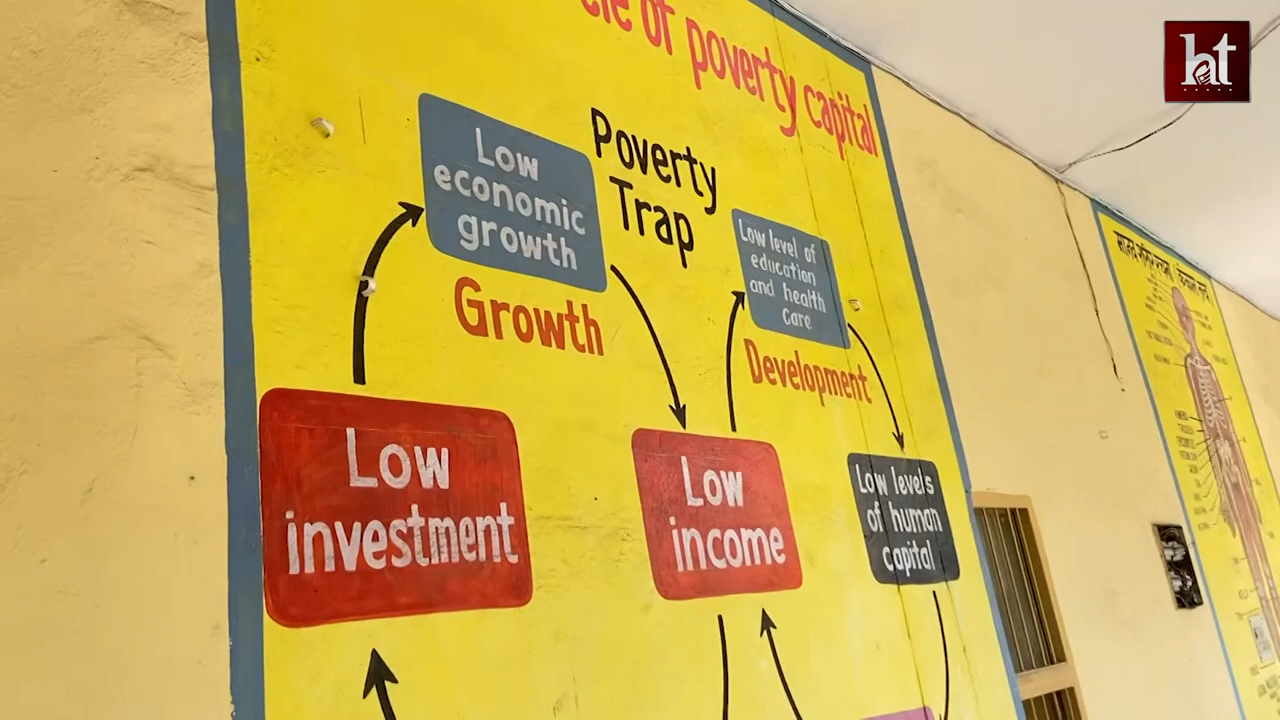 of poverty capital
Poverty
Trap
Low
economic
growth
Growth
Low level of
education
and health
care
Development
Low
investment
Low
income
Low levels
of human
capital
ht